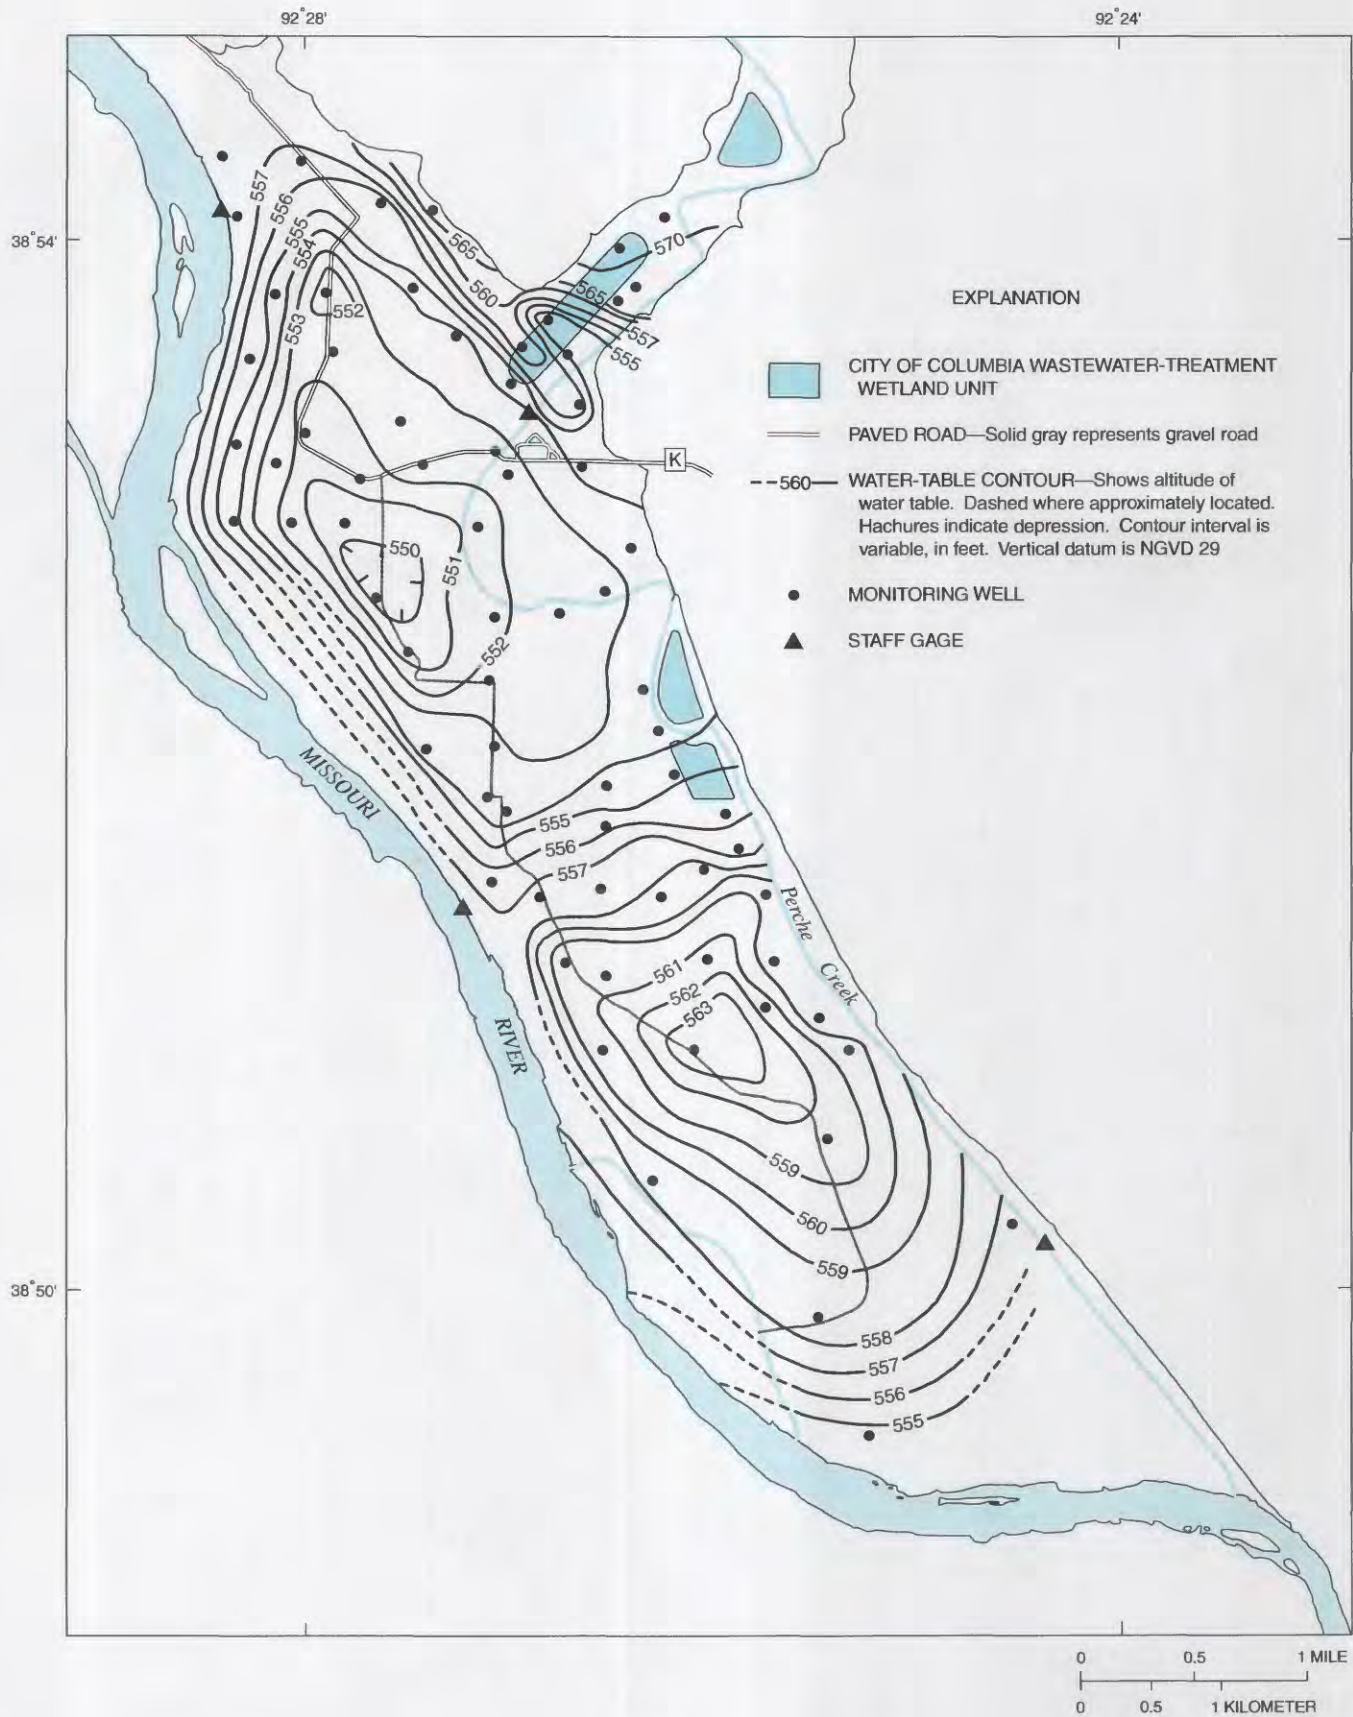 92°28'
92°24'
38°54'
38°50'
EXPLANATION
CITY OF COLUMBIA WASTEWATER-TREATMENT
WETLAND UNIT
PAVED ROAD—Solid gray represents gravel road
--560— WATER-TABLE CONTOUR—Shows altitude of
water table. Dashed where approximately located.
Hachures indicate depression. Contour interval is
variable, in feet. Vertical datum is NGVD 29
MONITORING WELL
STAFF GAGE
557
556
555
554
553
552
565
560
570
565
557
555
K
550
551
552
MISSOURI
RIVER
555
556
557
Perche
Creek
561
562
563
559
560
559
558
557
556
555
0 0.5 1 MILE
0 0.5 1 KILOMETER